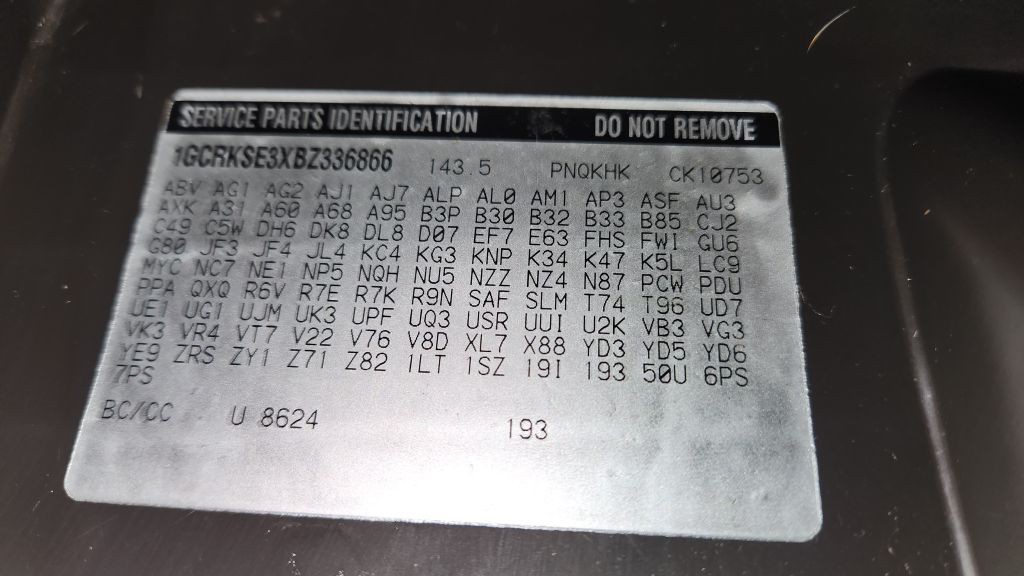 SERVICE PARTS IDENTIFICATION DO NOT REMOVE
1GCRKSE3XBZ336866 143.5 PNQKHK CK10753
A8V AG1 AG2 AJ1 AJ7 ALP AL0 AM1 AP3 ASF AU3
AXK A31 A60 A68 A95 B3P B30 B32 B33 B85 CJ2
C49 C5W DH6 DK8 DL8 D07 EF7 E63 FHS FWI GU6
G80 JF3 JF4 JL4 KC4 KG3 KNP K34 K47 K5L LC9
MYC NC7 NE1 NP5 NQH NU5 NZZ NZ4 N87 PCW PDU
PPA QXQ R6V R7E R7K R9N SAF SLM T74 T96 UD7
UE1 UG1 UJM UK3 UPF UQ3 USR UUI U2K VB3 VG3
VK3 VR4 VT7 V22 V76 V8D XL7 X88 YD3 YD5 YD6
YE9 ZRS ZY1 Z71 Z82 1LT 1SZ 19I 193 50U 6PS
7PS
BC/CC U 8624 193